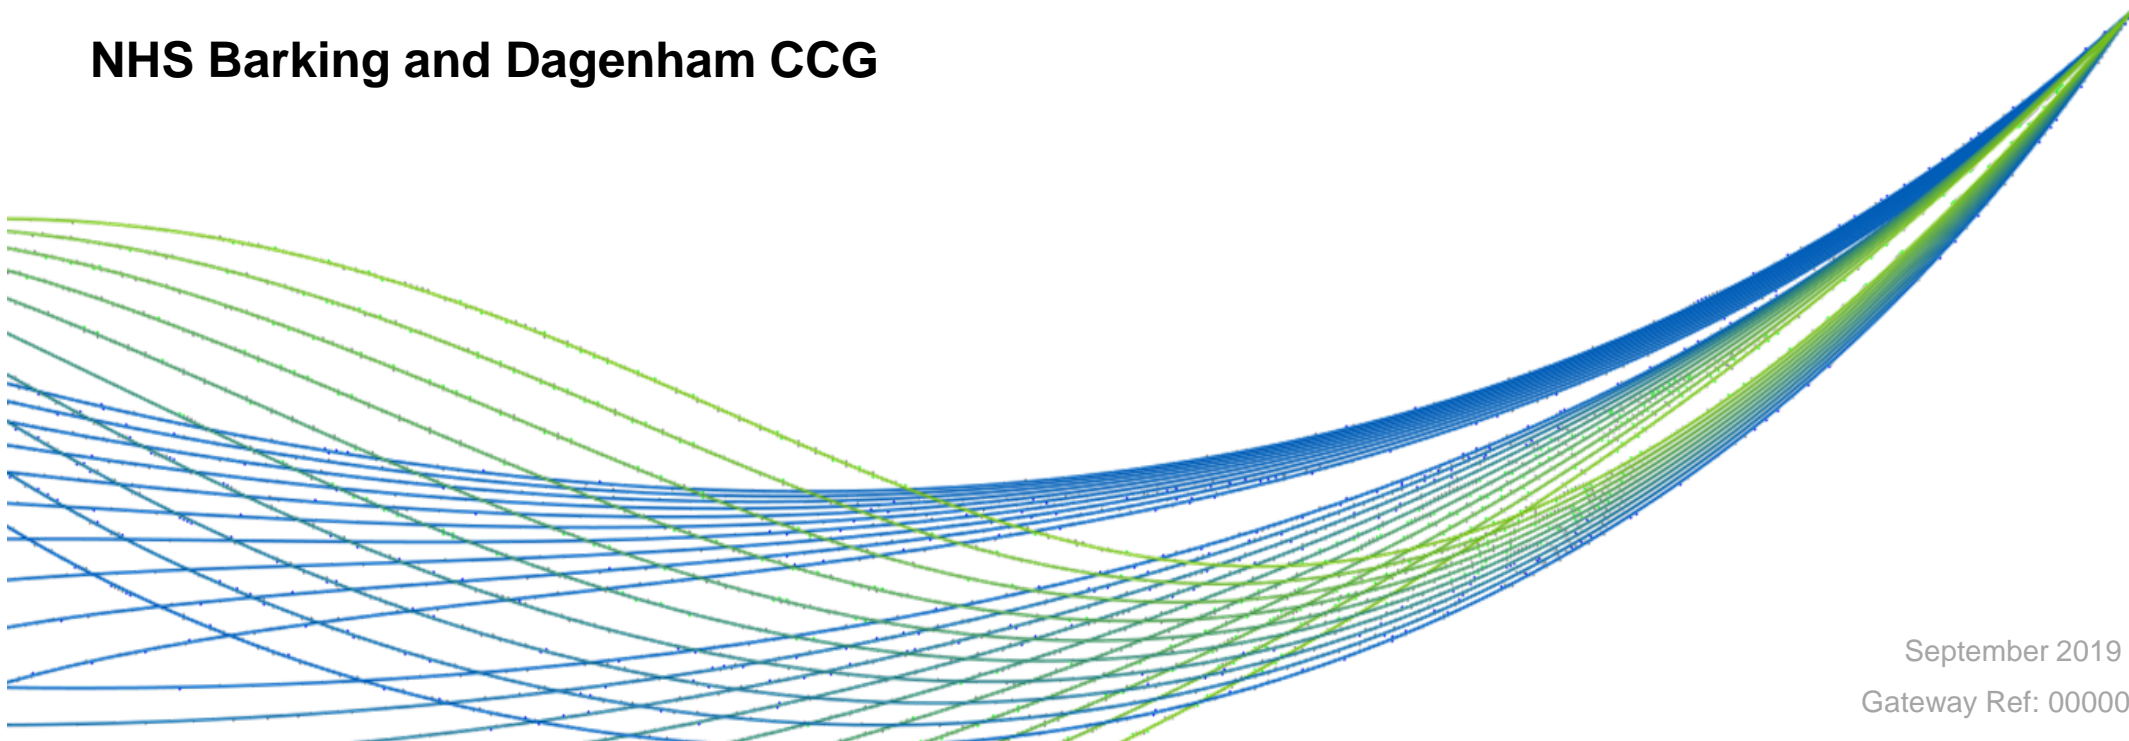 NHS Barking and Dagenham CCG
September 2019
Gateway Ref: 00000